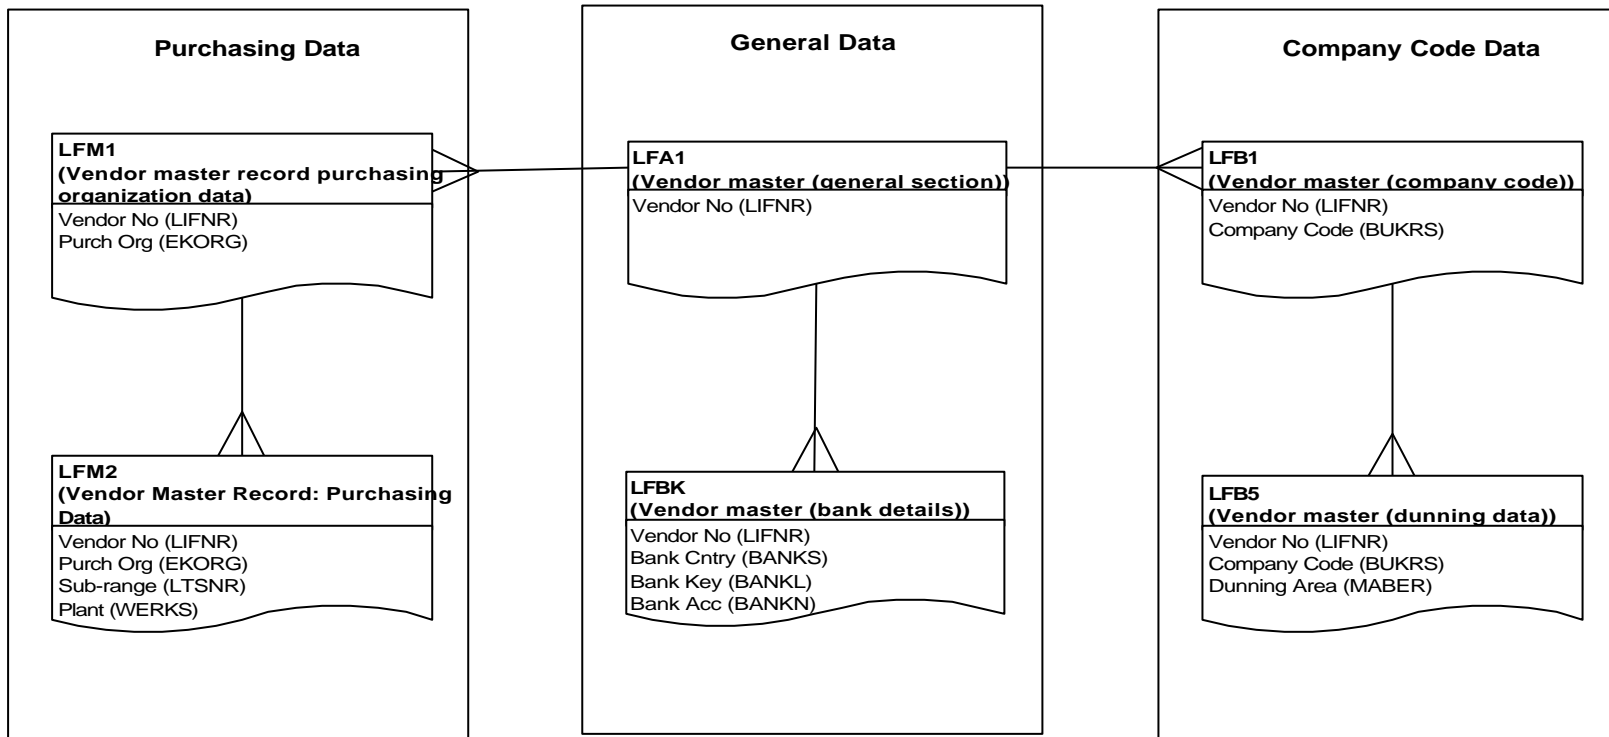 Purchasing Data
LFM1
(Vendor master record purchasing
organization data)
Vendor No (LIFNR)
Purch Org (EKORG)
LFM2
(Vendor Master Record: Purchasing
Data)
Vendor No (LIFNR)
Purch Org (EKORG)
Sub-range (LTSNR)
Plant (WERKS)
General Data
LFA1
(Vendor master (general section))
Vendor No (LIFNR)
LFBK
(Vendor master (bank details))
Vendor No (LIFNR)
Bank Cntry (BANKS)
Bank Key (BANKL)
Bank Acc (BANKN)
Company Code Data
LFB1
(Vendor master (company code))
Vendor No (LIFNR)
Company Code (BUKRS)
LFB5
(Vendor master (dunning data))
Vendor No (LIFNR)
Company Code (BUKRS)
Dunning Area (MABER)